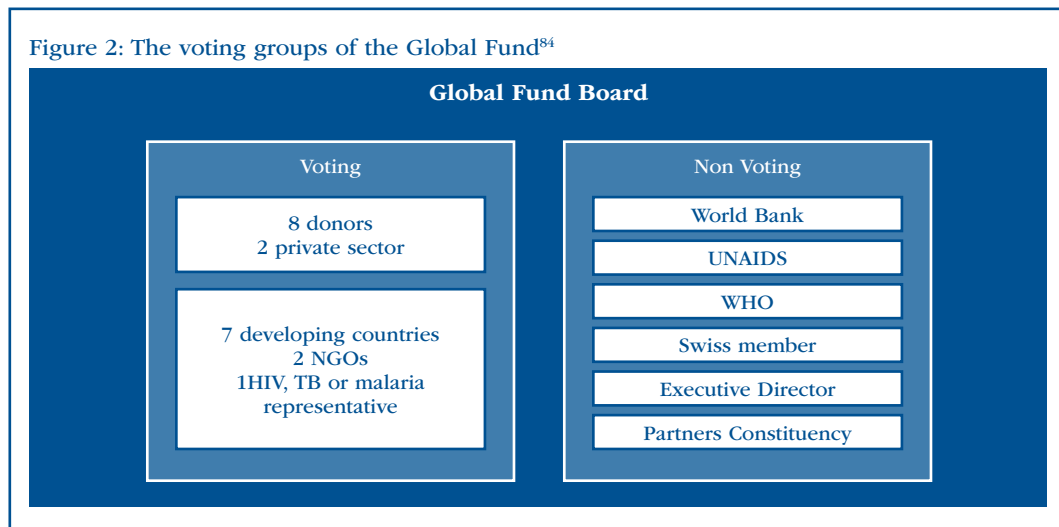 Figure 2: The voting groups of the Global Fund84
Global Fund Board
Voting
8 donors
2 private sector
7 developing countries
2 NGOs
1HIV, TB or malaria
representative
Non Voting
World Bank
UNAIDS
WHO
Swiss member
Executive Director
Partners Constituency